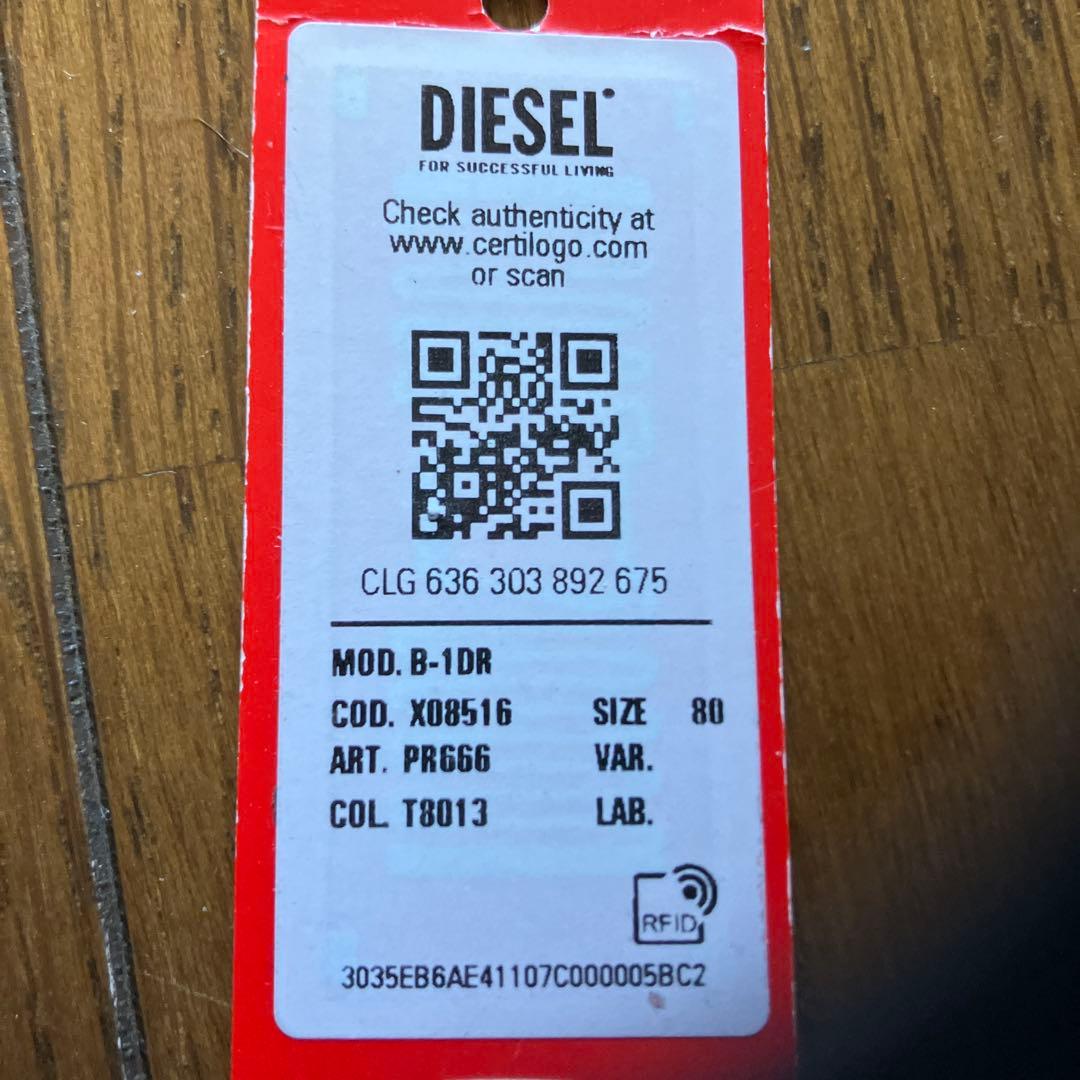 DIESEL
FOR SUCCESSFUL LIVING
Check authenticity at
www.certilogo.com
or scan
CLG 636 303 892 675
MOD. B-1DR
COD. X08516 SIZE 80
ART. PR666 VAR.
COL. T8013 LAB.
RFID
3035EB6AE41107C000005BC2